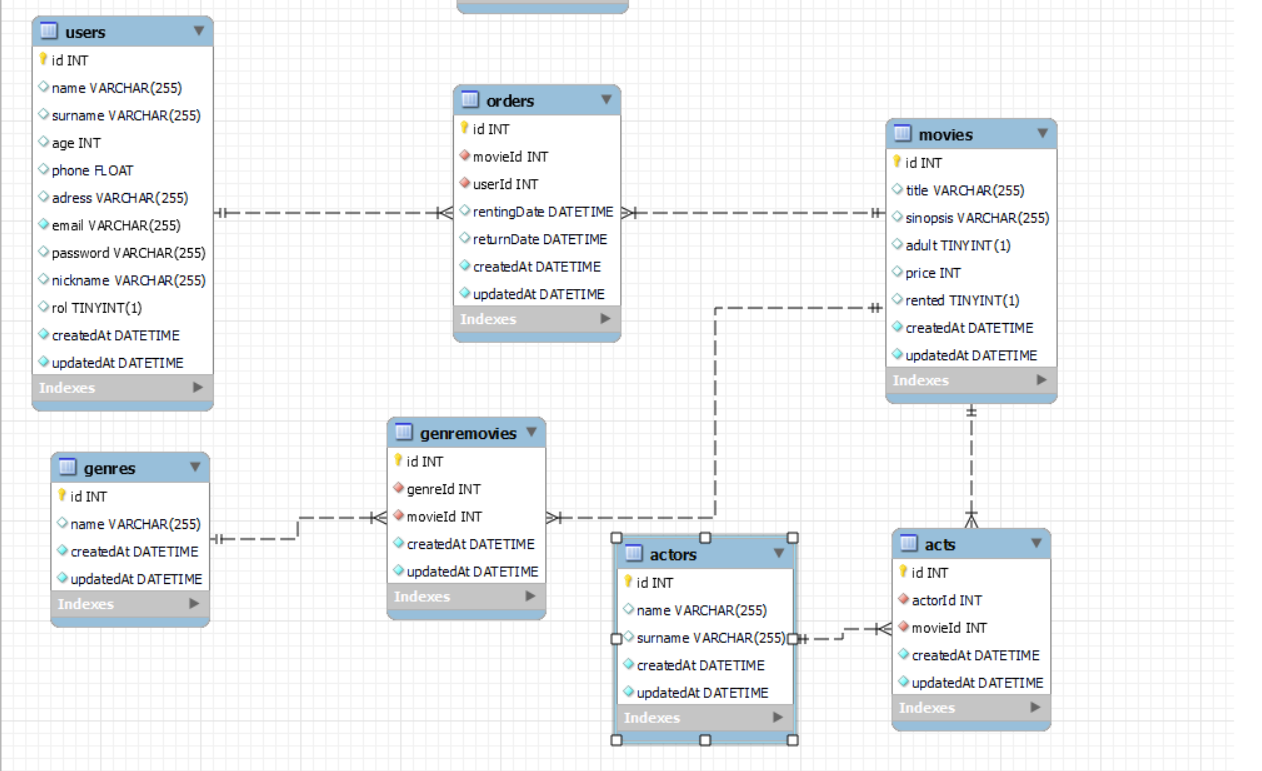 users
id INT
name VARCHAR(255)
surname VARCHAR(255)
age INT
phone FLOAT
adress VARCHAR(255)
email VARCHAR(255)
password VARCHAR(255)
nickname VARCHAR(255)
rol TINYINT(1)
createdAt DATETIME
updatedAt DATETIME
Indexes
orders
id INT
movieId INT
userId INT
rentingDate DATETIME
returnDate DATETIME
createdAt DATETIME
updatedAt DATETIME
Indexes
movies
id INT
title VARCHAR(255)
sinopsis VARCHAR(255)
adult TINYINT(1)
price INT
rented TINYINT(1)
createdAt DATETIME
updatedAt DATETIME
Indexes
genres
id INT
name VARCHAR(255)
createdAt DATETIME
updatedAt DATETIME
Indexes
genremovies
id INT
genreId INT
movieId INT
createdAt DATETIME
updatedAt DATETIME
Indexes
actors
id INT
name VARCHAR(255)
surname VARCHAR(255)
createdAt DATETIME
updatedAt DATETIME
Indexes
acts
id INT
actorId INT
movieId INT
createdAt DATETIME
updatedAt DATETIME
Indexes